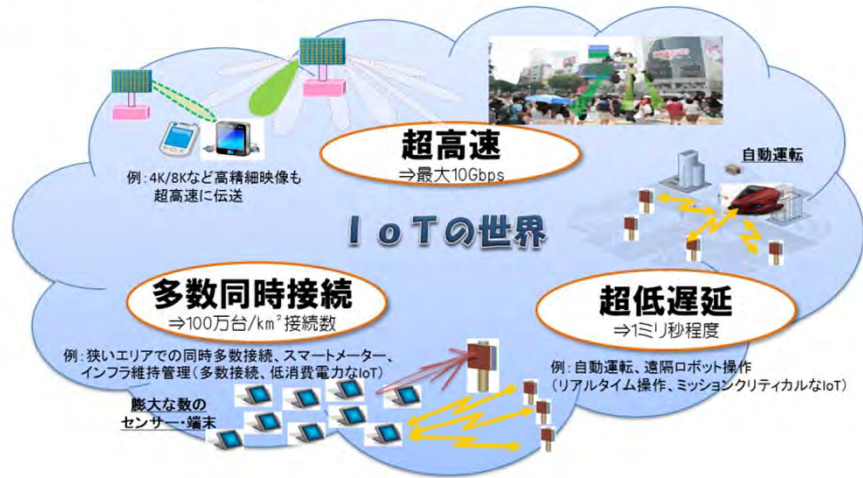 超高速
⇒最大10Gbps
例：4K/8Kなど高精細映像も
超高速に伝送
自動運転
IoTの世界
多数同時接続
⇒100万台/km²接続数
超低遅延
⇒1ミリ秒程度
例：狭いエリアでの同時多数接続、スマートメーター、
インフラ維持管理（多数接続、低消費電力なIoT）
例：自動運転、遠隔ロボット操作
（リアルタイム操作、ミッションクリティカルなIoT）
膨大な数の
センサー・端末